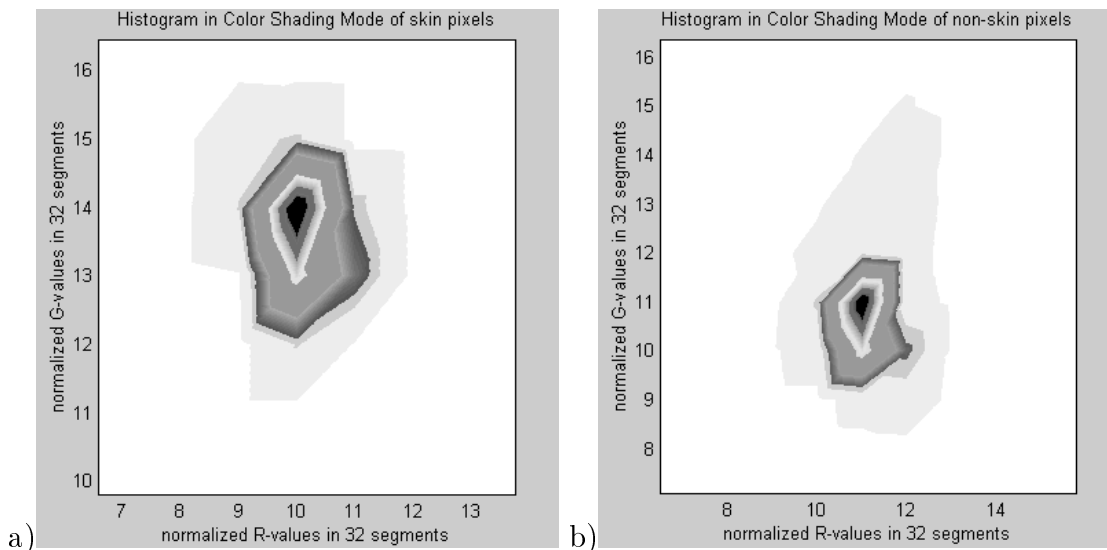 Histogram in Color Shading Mode of skin pixels
normalized G-values in 32 segments
16
15
14
13
12
11
10
7 8 9 10 11 12 13
normalized R-values in 32 segments
a)
Histogram in Color Shading Mode of non-skin pixels
normalized G-values in 32 segments
16
15
14
13
12
11
10
9
8
8 10 12 14
normalized R-values in 32 segments
b)